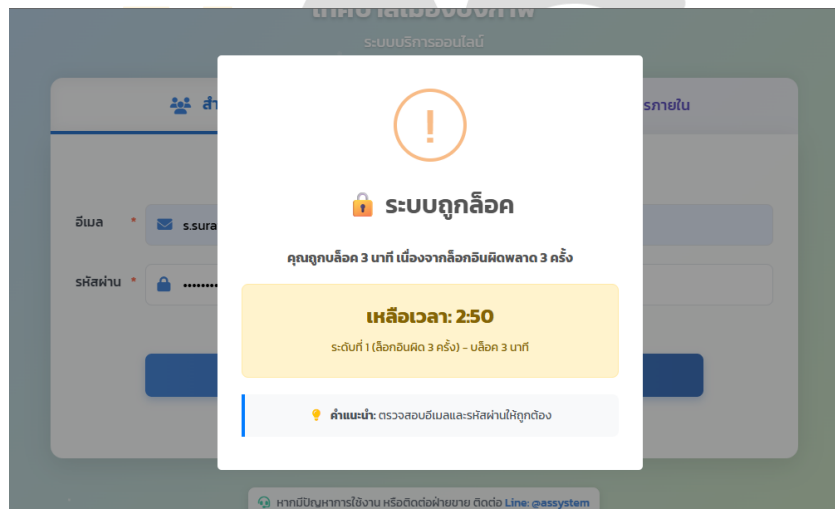 ระบบบริการออนไลน์
รภายใน
🔒 ระบบถูกล็อค
คุณถูกบล็อค 3 นาที เนื่องจากล็อกอินผิดพลาด 3 ครั้ง
อีเมล * s.sura
รหัสผ่าน *
เหลือเวลา: 2:50
ระดับที่ 1 (ล็อกอินผิด 3 ครั้ง) - บล็อค 3 นาที
💡 คำแนะนำ: ตรวจสอบอีเมลและรหัสผ่านให้ถูกต้อง
หากมีปัญหาการใช้งาน หรือติดต่อฝ่ายขาย ติดต่อ Line: @assystem